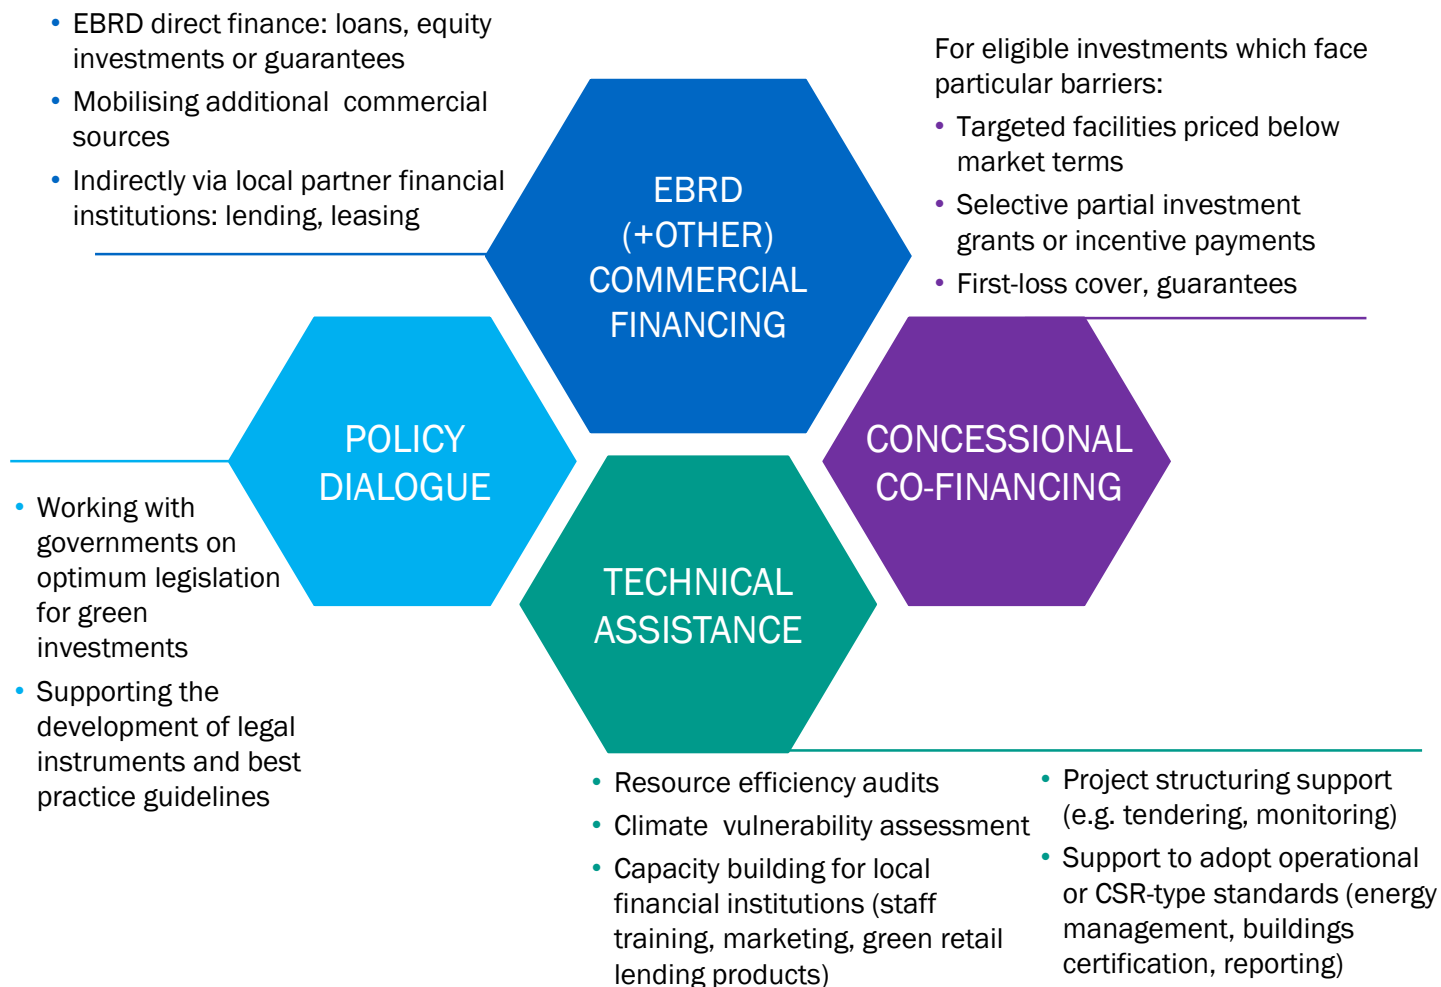 • EBRD direct finance: loans, equity
investments or guarantees
• Mobilising additional commercial
sources
• Indirectly via local partner financial
institutions: lending, leasing
EBRD
(+OTHER)
COMMERCIAL
FINANCING
For eligible investments which face
particular barriers:
• Targeted facilities priced below
market terms
• Selective partial investment
grants or incentive payments
• First-loss cover, guarantees
POLICY
DIALOGUE
CONCESSIONAL
CO-FINANCING
• Working with
governments on
optimum legislation
for green
investments
• Supporting the
development of legal
instruments and best
practice guidelines
TECHNICAL
ASSISTANCE
• Resource efficiency audits
• Climate vulnerability assessment
• Capacity building for local
financial institutions (staff
training, marketing, green retail
lending products)
• Project structuring support
(e.g. tendering, monitoring)
• Support to adopt operational
or CSR-type standards (energy
management, buildings
certification, reporting)